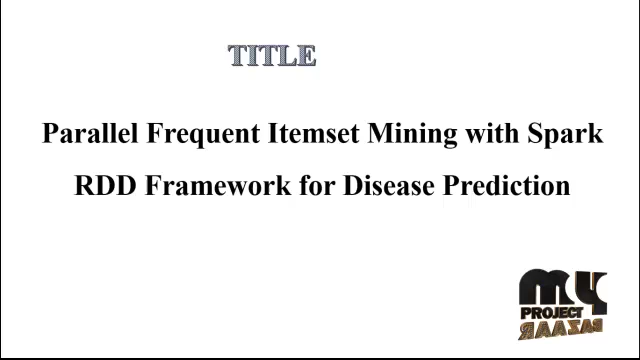 TITLE
Parallel Frequent Itemset Mining with Spark
RDD Framework for Disease Prediction
my
PROJECT
BAZAAR